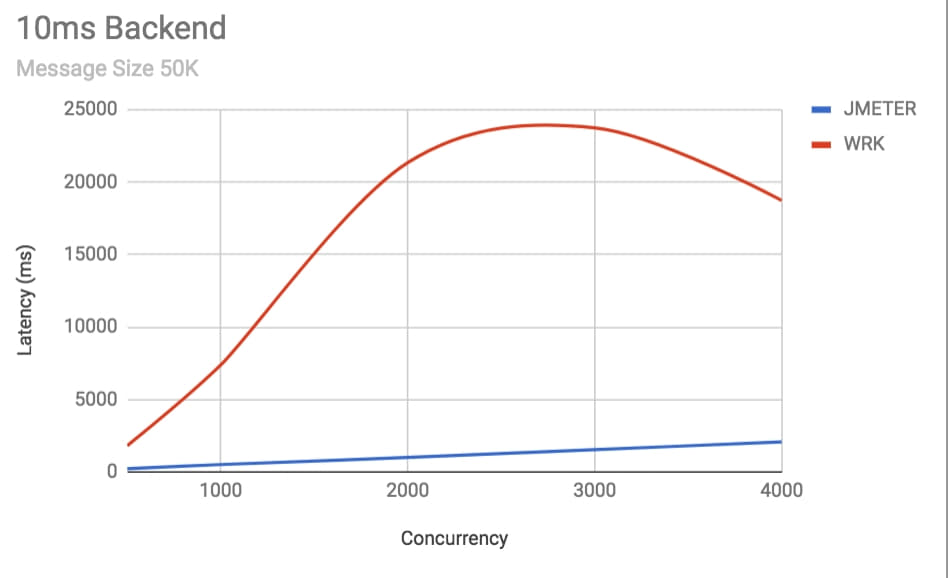 10ms Backend
Message Size 50K
JMETER
WRK
Latency (ms)
25000
20000
15000
10000
5000
0
1000 2000 3000 4000
Concurrency